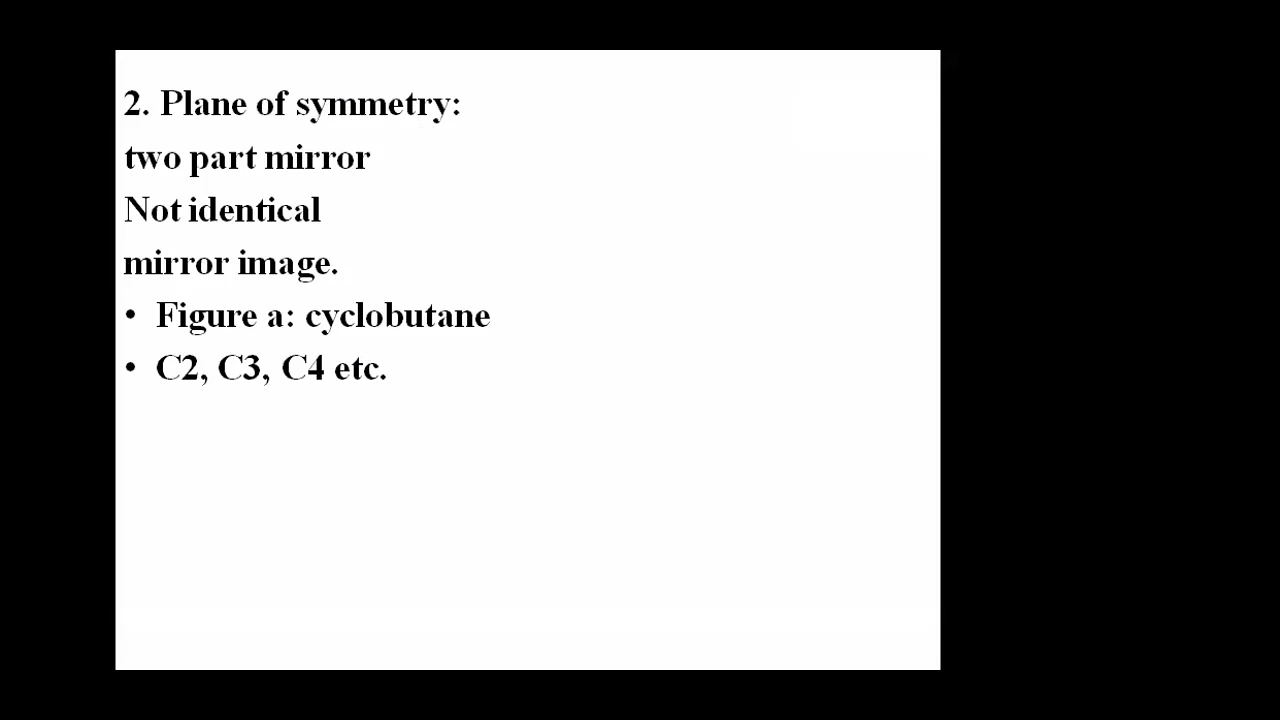 2. Plane of symmetry:
two part mirror
Not identical
mirror image.
• Figure a: cyclobutane
• C2, C3, C4 etc.